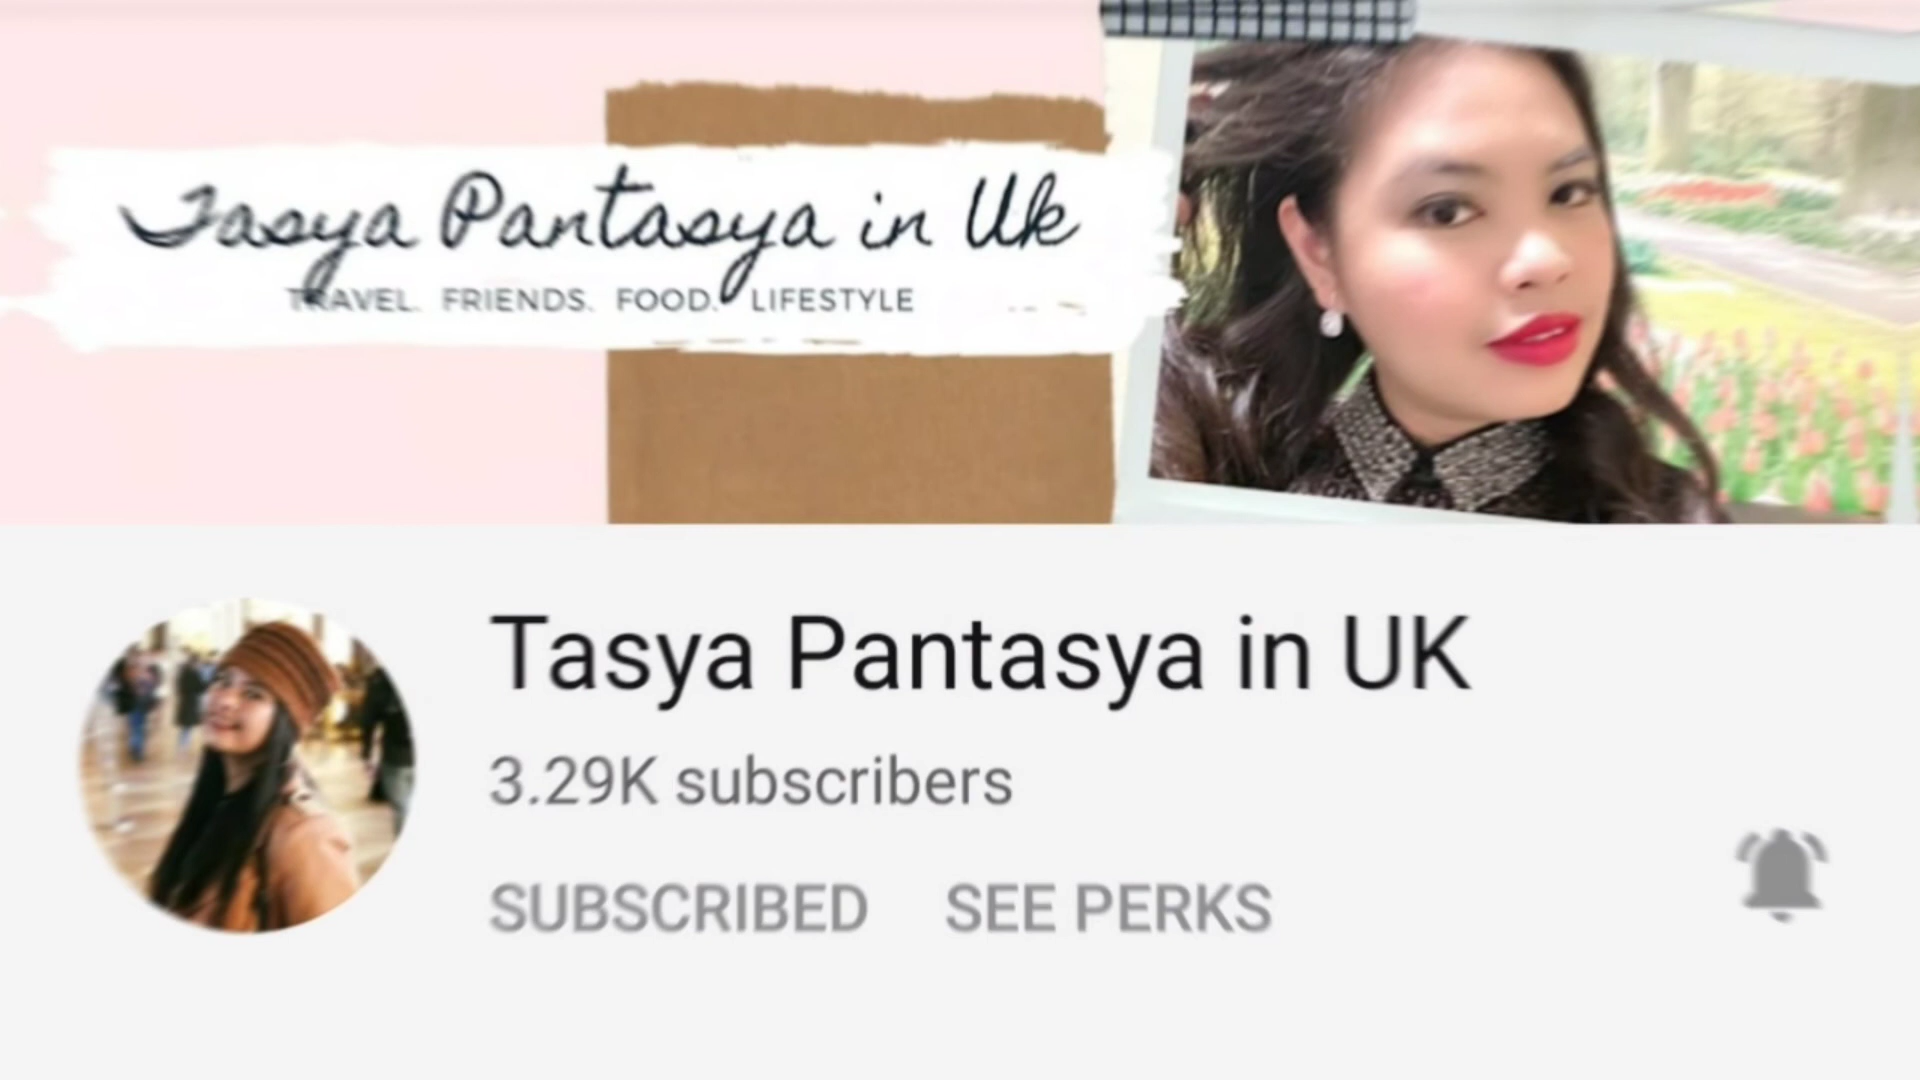 Tasya Pantasya in Uk
TRAVEL. FRIENDS. FOOD. LIFESTYLE
Tasya Pantasya in UK
3.29K subscribers
SUBSCRIBED SEE PERKS